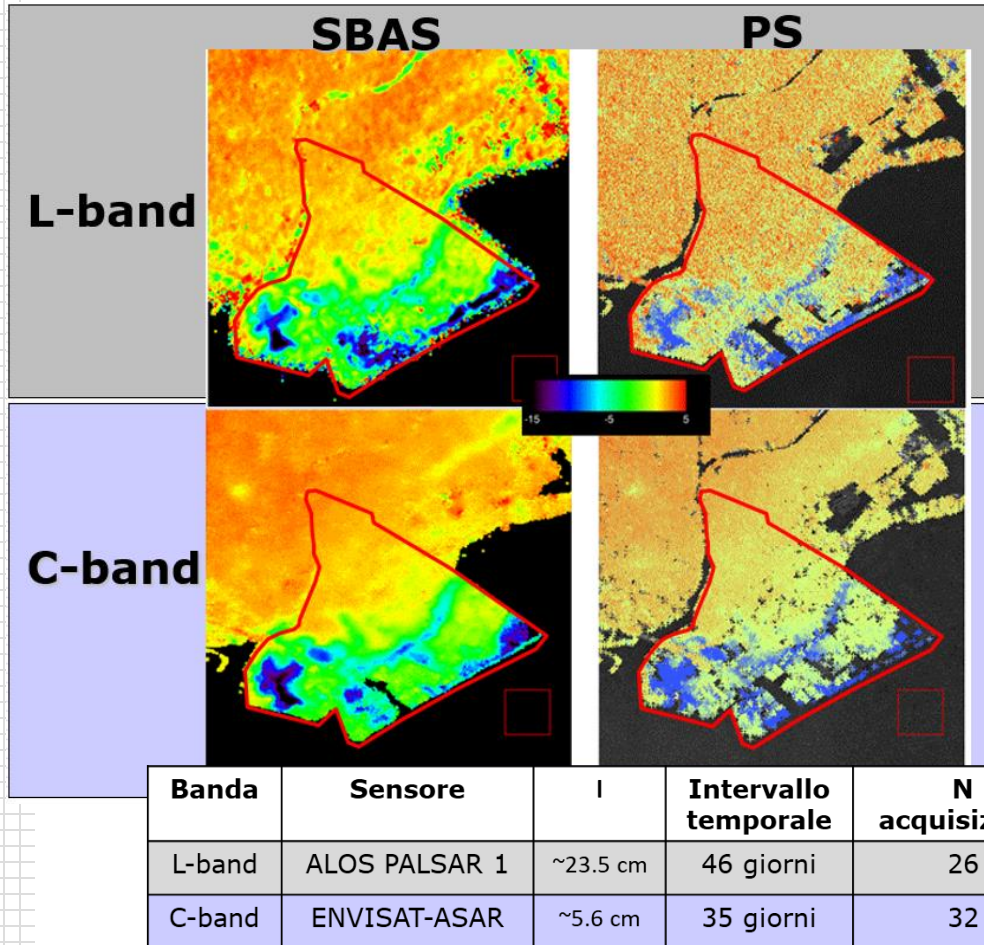 SBAS PS
L-band
-15 -5 5
C-band
Banda Sensore l Intervallo temporale N
acquisiz
L-band ALOS PALSAR 1 ~23.5 cm 46 giorni 26
C-band ENVISAT-ASAR ~5.6 cm 35 giorni 32